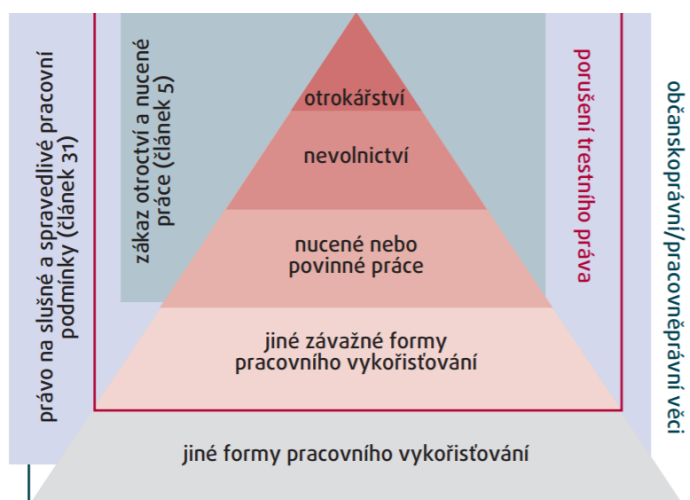 právo na slušné a spravedlivé pracovní
podmínky (článek 31)
zákaz otroctví a nucené
práce (článek 5)
otrokářství
nevolnictví
nucené nebo
povinné práce
jiné závažné formy
pracovního vykořisťování
jiné formy pracovního vykořisťování
porušení trestního
práva
občanskoprávní/pracovněprávní věci